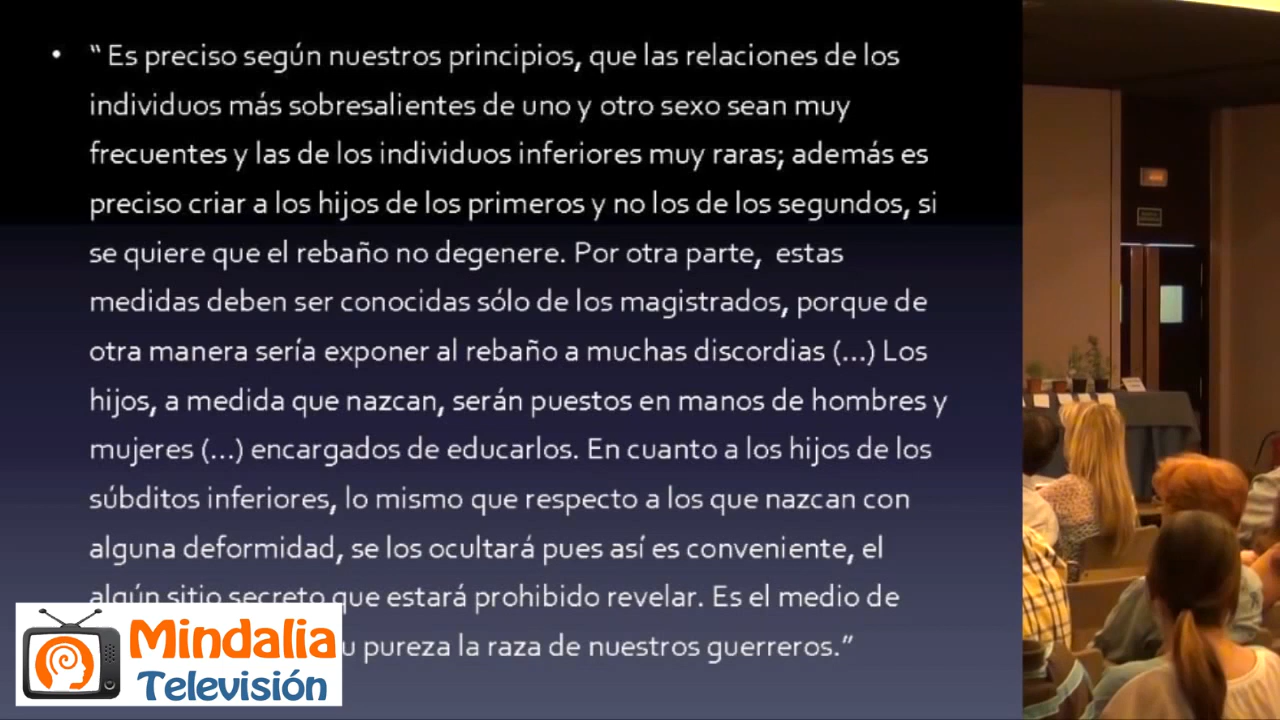 • “ Es preciso según nuestros principios, que las relaciones de los
individuos más sobresalientes de uno y otro sexo sean muy
frecuentes y las de los individuos inferiores muy raras; además es
preciso criar a los hijos de los primeros y no los de los segundos, si
se quiere que el rebaño no degenere. Por otra parte, estas
medidas deben ser conocidas sólo de los magistrados, porque de
otra manera sería exponer al rebaño a muchas discordias (...) Los
hijos, a medida que nazcan, serán puestos en manos de hombres y
mujeres (...) encargados de educarlos. En cuanto a los hijos de los
súbditos inferiores, lo mismo que respecto a los que nazcan con
alguna deformidad, se los ocultará pues así es conveniente, el
algún sitio secreto que estará prohibido revelar. Es el medio de
pureza la raza de nuestros guerreros.”
Mindalia
Televisión